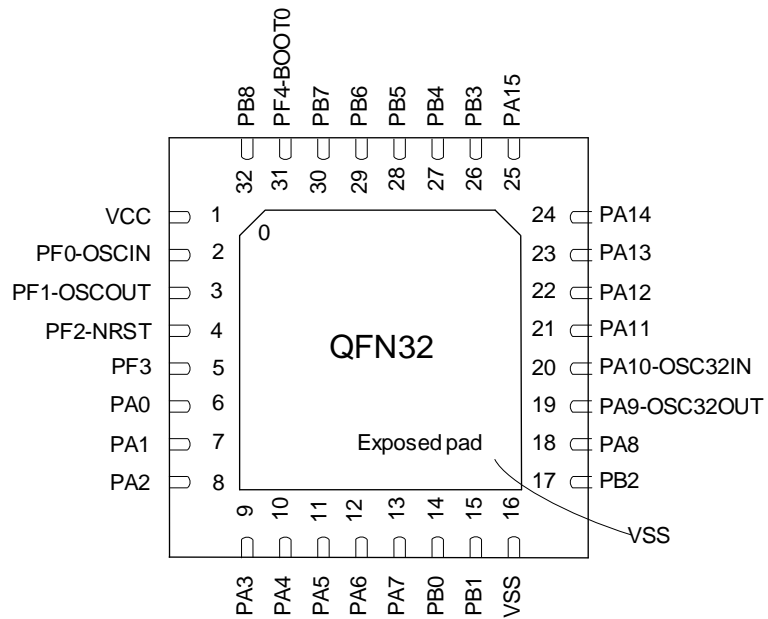 PB8
PF4-BOOT0
PB7
PB6
PB5
PB4
PB3
PA15
32
31
30
29
28
27
26
25
VCC 1
PF0-OSCIN 2
PF1-OSCOUT 3
PF2-NRST 4
PF3 5
PA0 6
PA1 7
PA2 8
0
QFN32
Exposed pad
24 PA14
23 PA13
22 PA12
21 PA11
20 PA10-OSC32IN
19 PA9-OSC32OUT
18 PA8
17 PB2
VSS
9
10
11
12
13
14
15
16
PA3
PA4
PA5
PA6
PA7
PB0
PB1
VSS